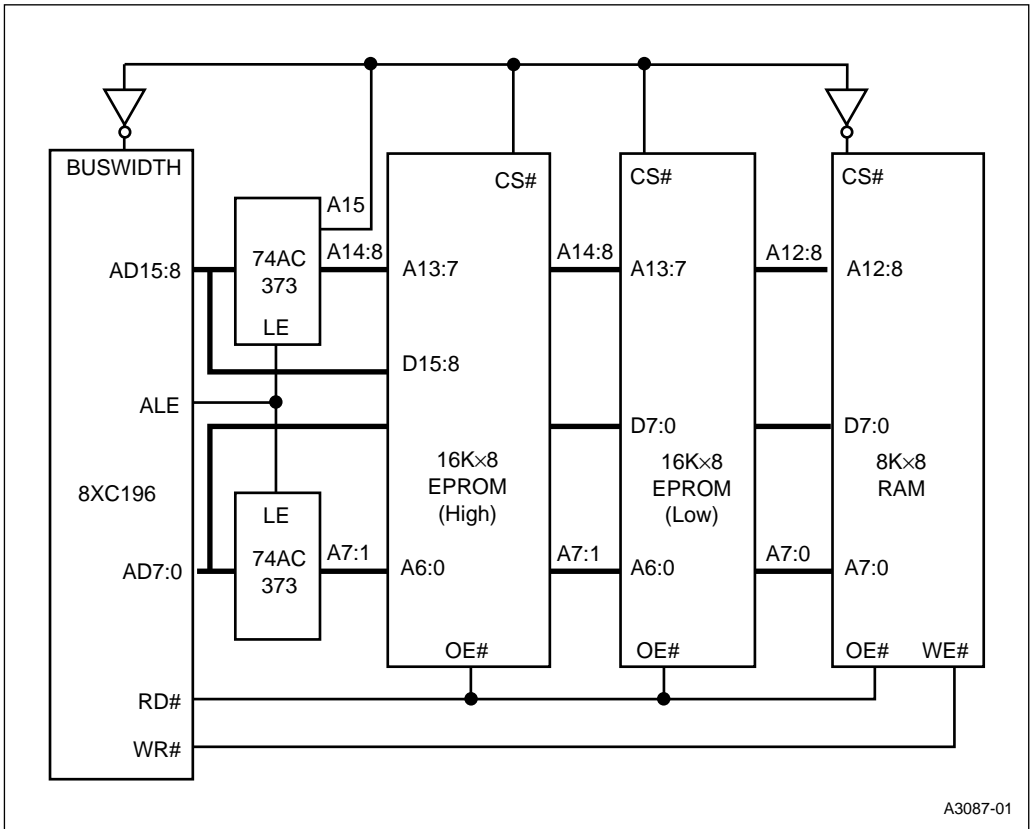 BUSWIDTH
AD15:8
ALE
8XC196
AD7:0
RD#
WR#
A15
74AC
373
LE
A14:8
LE
74AC
373
A7:1
CS#
A13:7
D15:8
16K×8
EPROM
(High)
A6:0
OE#
A14:8
A7:1
CS#
A13:7
D7:0
16K×8
EPROM
(Low)
A6:0
OE#
A12:8
A7:0
CS#
A12:8
D7:0
8K×8
RAM
A7:0
OE# WE#
A3087-01